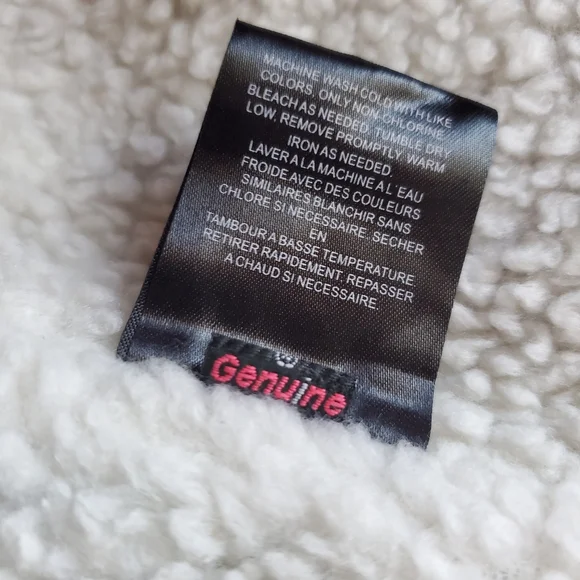 MACHINE WASH COLD WITH LIKE
COLORS, ONLY NON-CHLORINE
BLEACH AS NEEDED, TUMBLE DRY
LOW, REMOVE PROMPTLY, WARM
IRON AS NEEDED.
LAVER A LA MACHINE A L'EAU
FROIDE AVEC DES COULEURS
SIMILAIRES BLANCHIR SANS
CHLORE SI NECESSAIRE. SECHER
EN
TAMBOUR A BASSE TEMPERATURE.
RETIRER RAPIDEMENT. REPASSER
A CHAUD SI NECESSAIRE.
Genuine